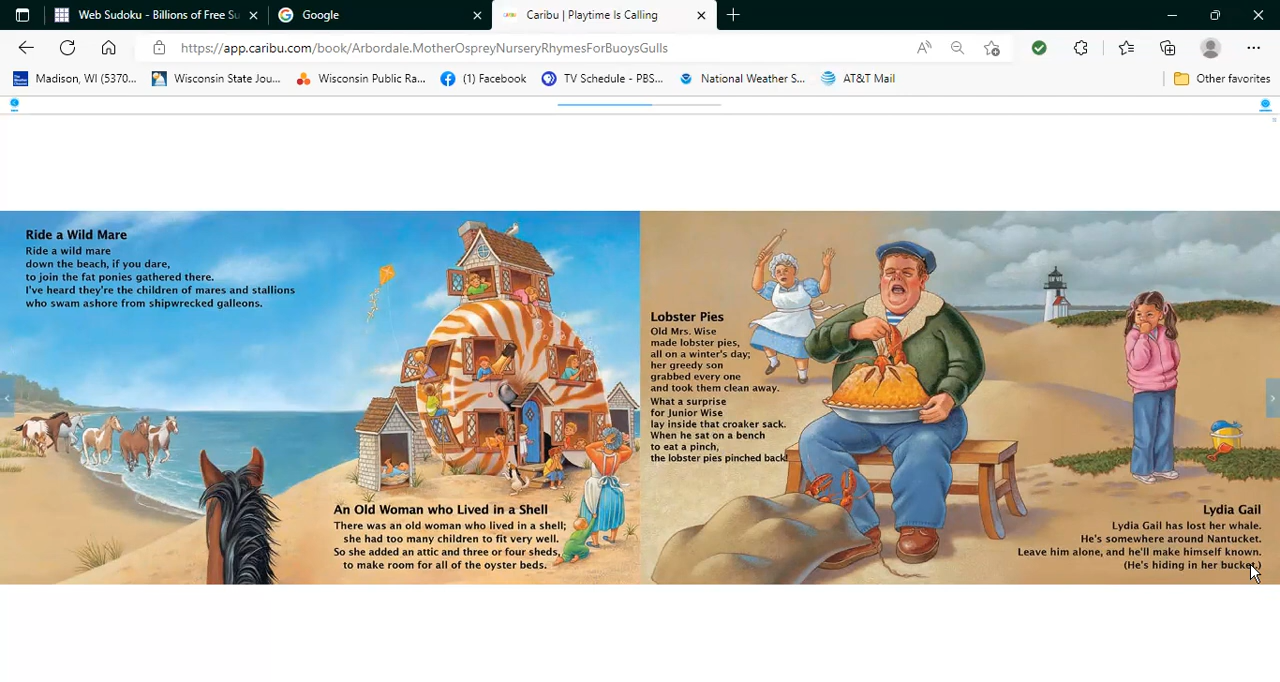 Web Sudoku - Billions of Free Su
Google
Caribu | Playtime Is Calling
https://app.caribu.com/book/Arbordale.MotherOspreyNurseryRhymesForBuoysGulls
Madison, WI (5370...
Wisconsin State Jou...
Wisconsin Public Ra...
(1) Facebook
TV Schedule - PBS...
National Weather S...
AT&T Mail
Other favorites
Ride a Wild Mare
Ride a wild mare
down the beach, if you dare,
to join the fat ponies gathered there.
I've heard they're the children of mares and stallions
who swam ashore from shipwrecked galleons.
An Old Woman who Lived in a Shell
There was an old woman who lived in a shell;
she had too many children to fit very well.
So she added an attic and three or four sheds,
to make room for all of the oyster beds.
Lobster Pies
Old Mrs. Wise
made lobster pies,
all on a winter's day;
her greedy son
grabbed every one
and took them clean away.
What a surprise
for Junior Wise
lay inside that croaker sack.
When he sat on a bench
to eat a pinch,
the lobster pies pinched back!
Lydia Gail
Lydia Gail has lost her whale.
He's somewhere around Nantucket.
Leave him alone, and he'll make himself known.
(He's hiding in her bucket.)